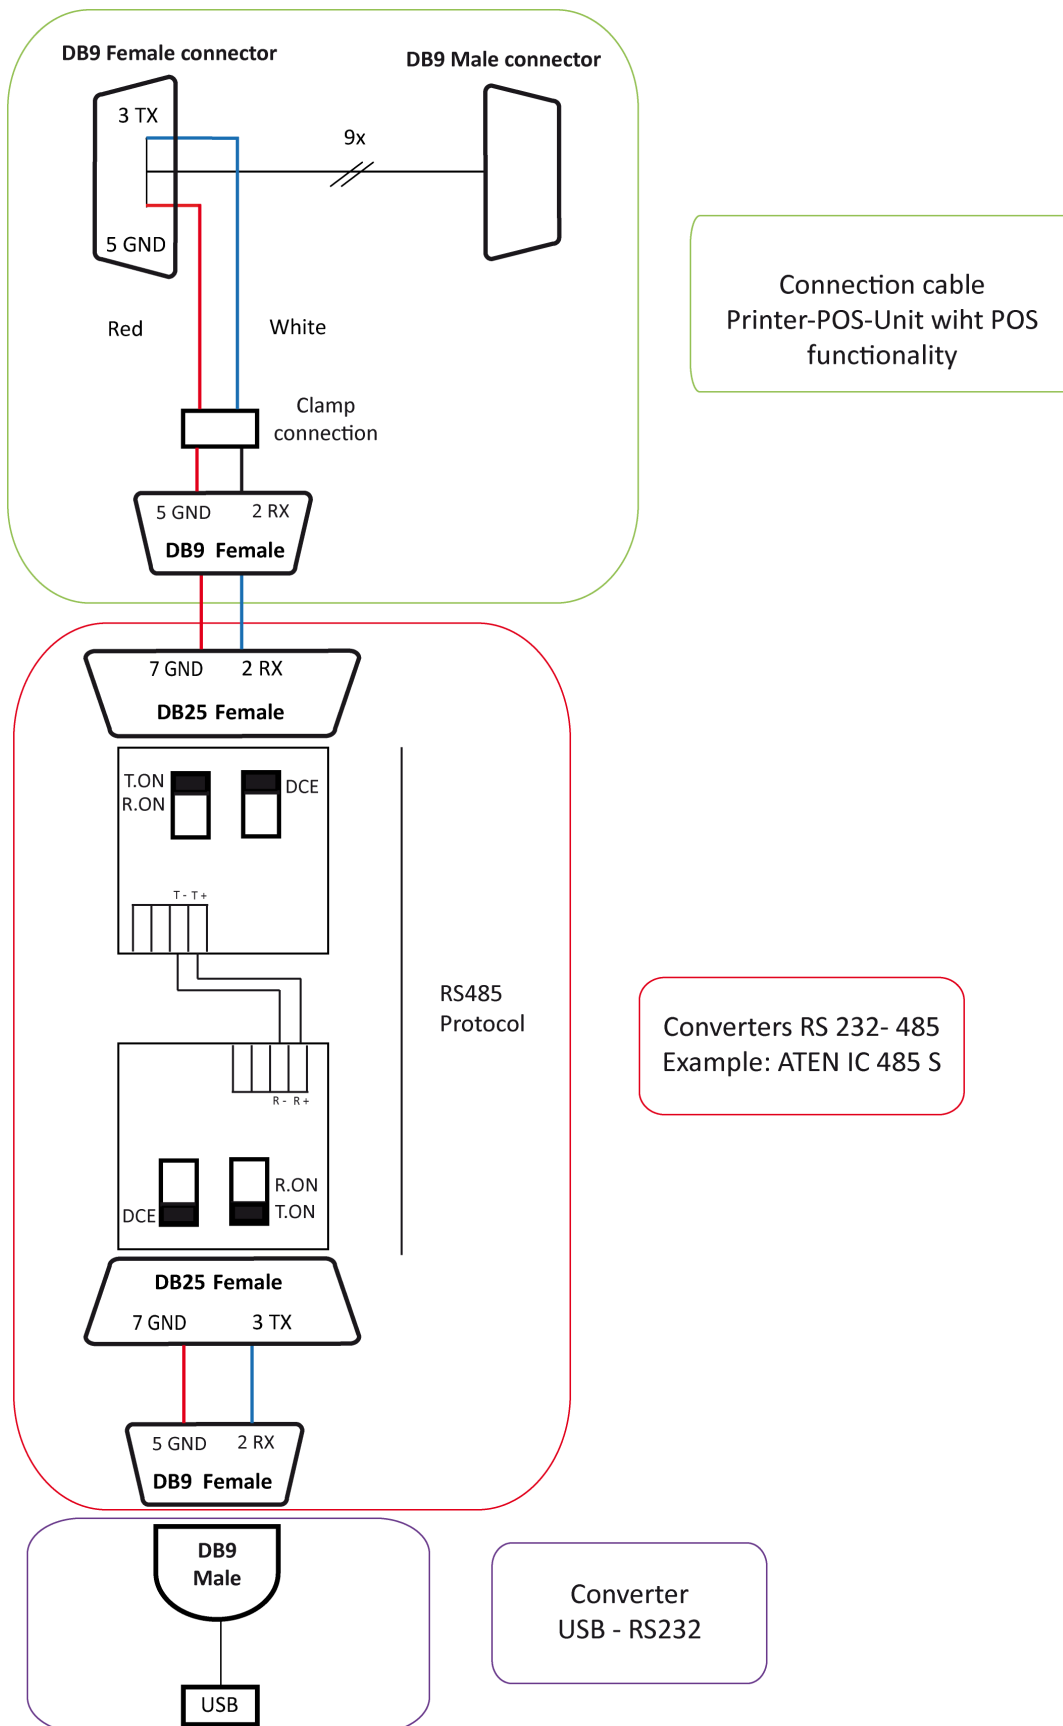 DB9 Female connector
DB9 Male connector
3 TX
9x
5 GND
Red
White
Connection cable
Printer-POS-Unit wiht POS
functionality
Clamp
connection
5 GND
2 RX
DB9 Female
7 GND
2 RX
DB25 Female
T.ON
R.ON
DCE
T - T +
RS485
Protocol
Converters RS 232- 485
Example: ATEN IC 485 S
R - R +
DCE
R.ON
T.ON
DB25 Female
7 GND
3 TX
5 GND
2 RX
DB9 Female
DB9
Male
Converter
USB - RS232
USB